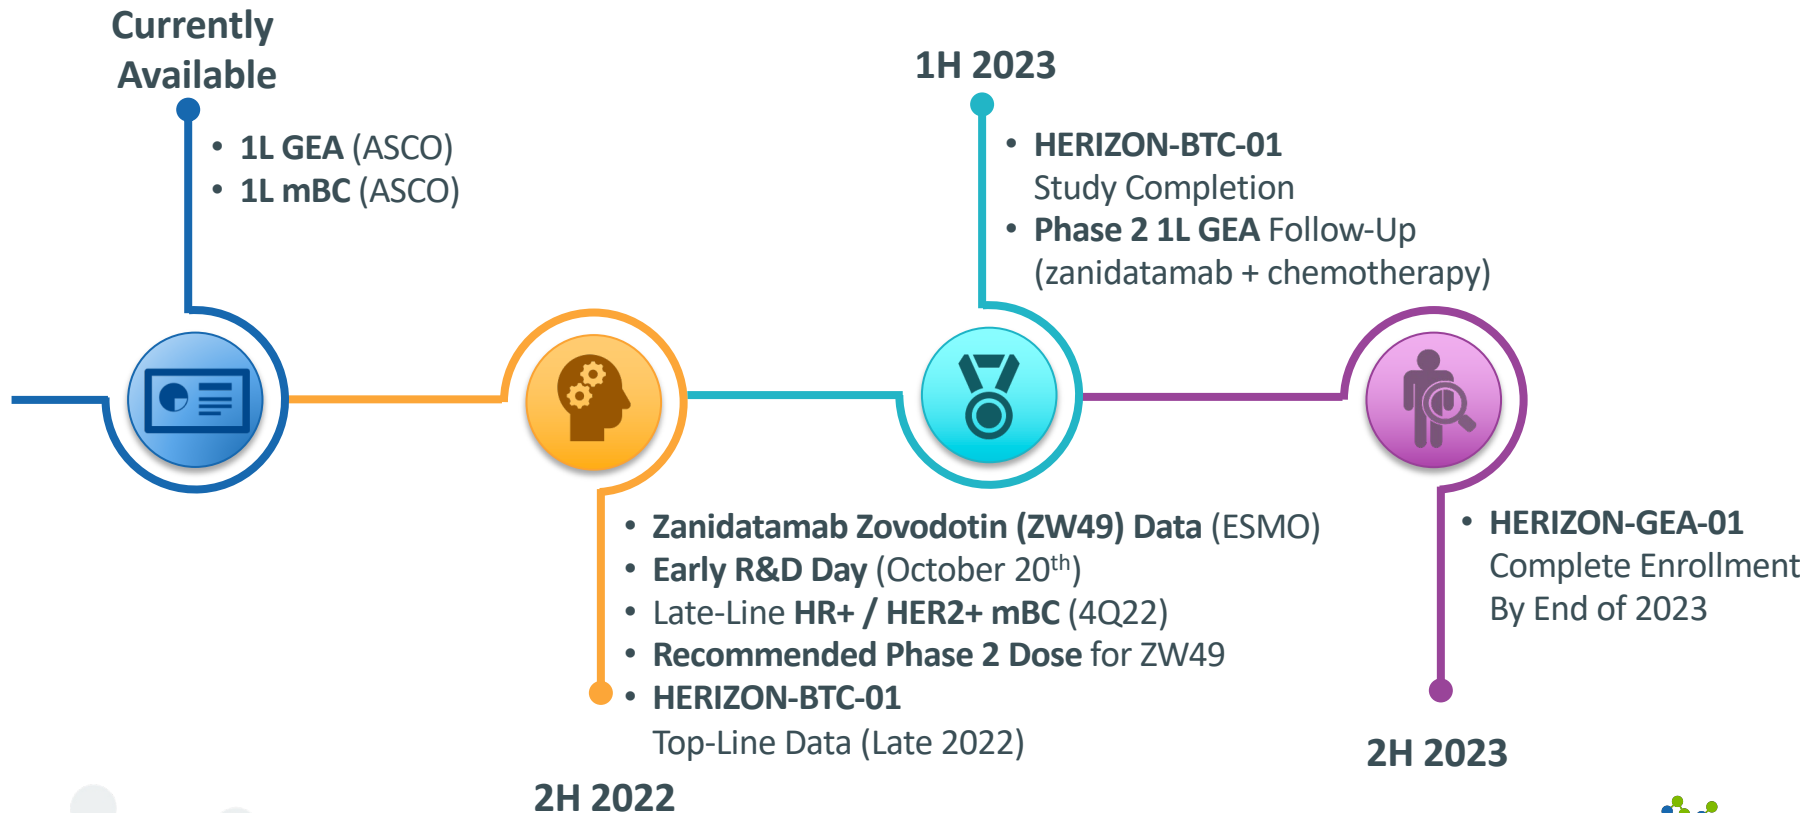 Currently
Available
• 1L GEA (ASCO)
• 1L mBC (ASCO)
• Zanidatamab Zovodotin (ZW49) Data (ESMO)
• Early R&D Day (October 20th)
• Late-Line HR+ / HER2+ mBC (4Q22)
• Recommended Phase 2 Dose for ZW49
• HERIZON-BTC-01
Top-Line Data (Late 2022)
2H 2022
1H 2023
• HERIZON-BTC-01
Study Completion
• Phase 2 1L GEA Follow-Up
(zanidatamab + chemotherapy)
• HERIZON-GEA-01
Complete Enrollment
By End of 2023
2H 2023